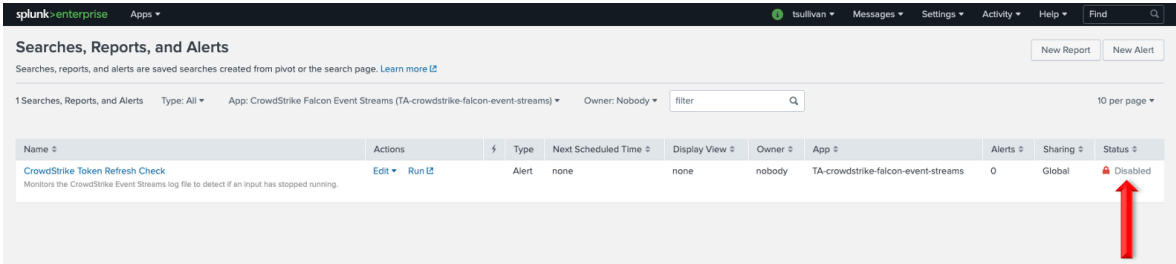 splunk>enterprise Apps ▾ i tsullivan ▾ Messages ▾ Settings ▾ Activity ▾ Help ▾ Find
Searches, Reports, and Alerts New Report New Alert
Searches, reports, and alerts are saved searches created from pivot or the search page. Learn more
1 Searches, Reports, and Alerts Type: All ▾ App: CrowdStrike Falcon Event Streams (TA-crowdstrike-falcon-event-streams) ▾ Owner: Nobody ▾ filter 10 per page ▾
Name Actions Type Next Scheduled Time Display View Owner App Alerts Sharing Status
CrowdStrike Token Refresh Check Edit ▾ Run Alert none none nobody TA-crowdstrike-falcon-event-streams 0 Global Disabled
Monitors the CrowdStrike Event Streams log file to detect if an input has stopped running.